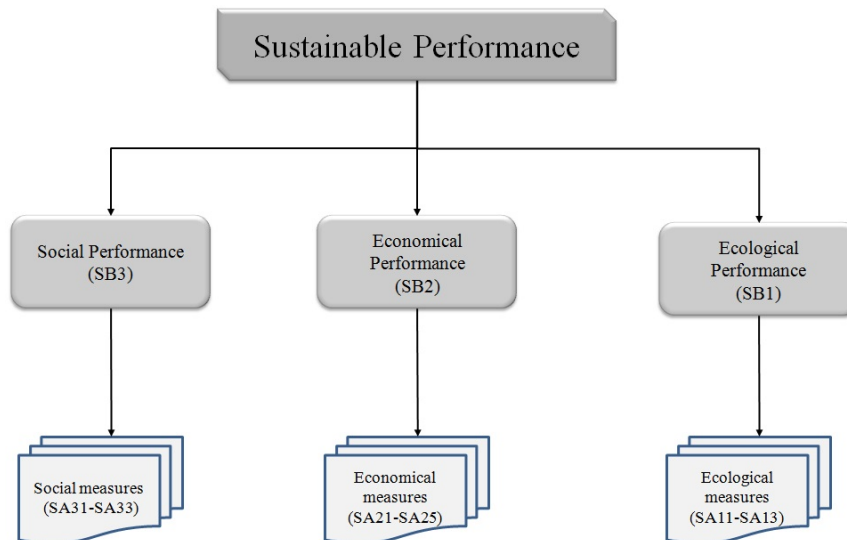 Sustainable Performance
Social Performance
(SB3)
Economical
Performance
(SB2)
Ecological
Performance
(SB1)
Social measures
(SA31-SA33)
Economical
measures
(SA21-SA25)
Ecological
measures
(SA11-SA13)